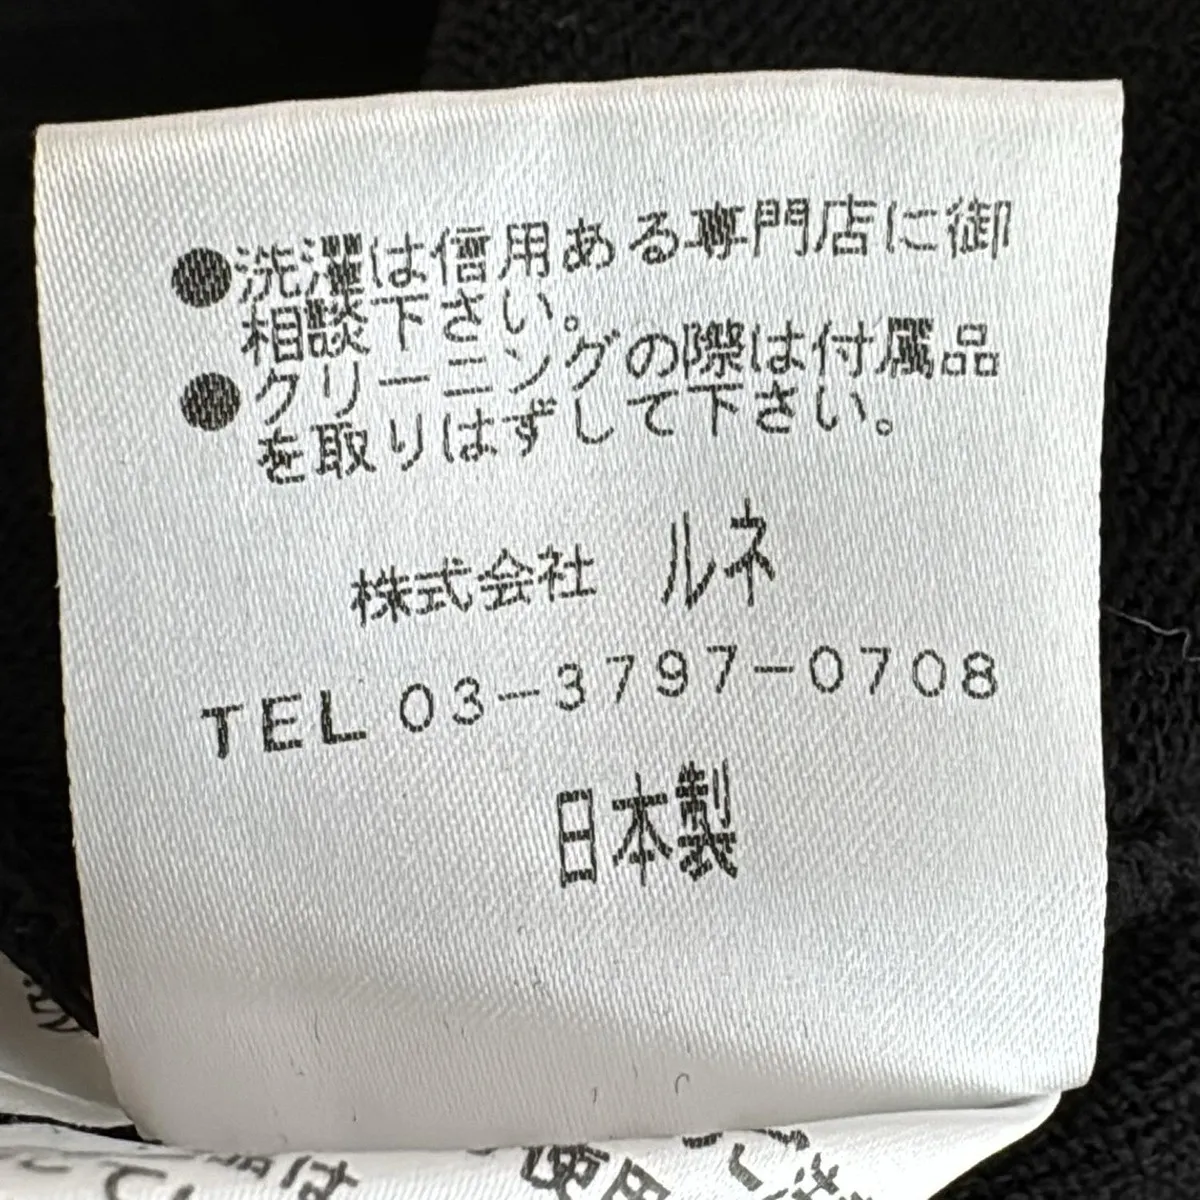 ●洗濯は信用ある専門店に御
相談下さい。
●クリーニングの際は付属品
を取りはずして下さい。
株式会社 ルネ
TEL 03-3797-0708
日本製